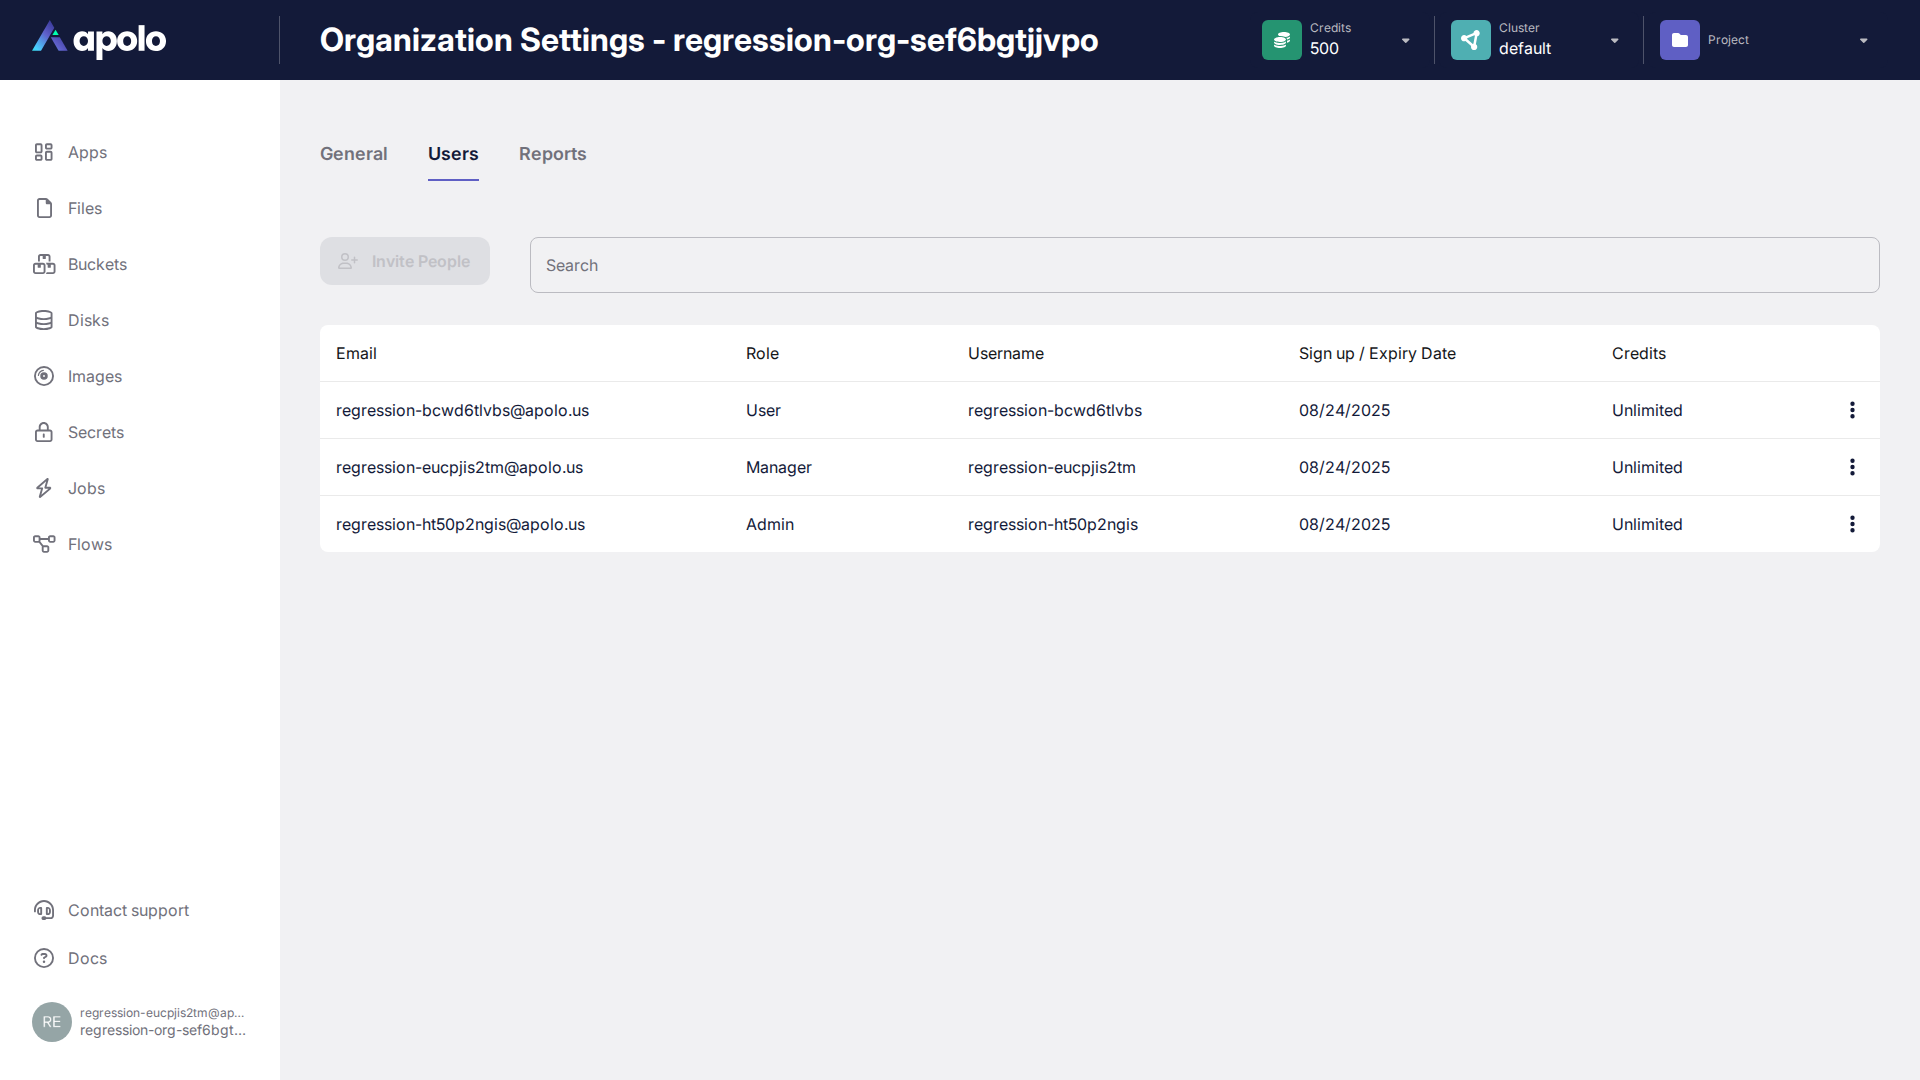 apolo
Organization Settings - regression-org-sef6bgtjjvpo
Credits
500
Cluster
default
Project
Apps
Files
Buckets
Disks
Images
Secrets
Jobs
Flows
Contact support
Docs
RE
regression-eucpjis2tm@ap...
regression-org-sef6bgt...
General Users Reports
Invite People
Search
Email Role Username Sign up / Expiry Date Credits
regression-bcwd6tlvbs@apolo.us User regression-bcwd6tlvbs 08/24/2025 Unlimited
regression-eucpjis2tm@apolo.us Manager regression-eucpjis2tm 08/24/2025 Unlimited
regression-ht50p2ngis@apolo.us Admin regression-ht50p2ngis 08/24/2025 Unlimited